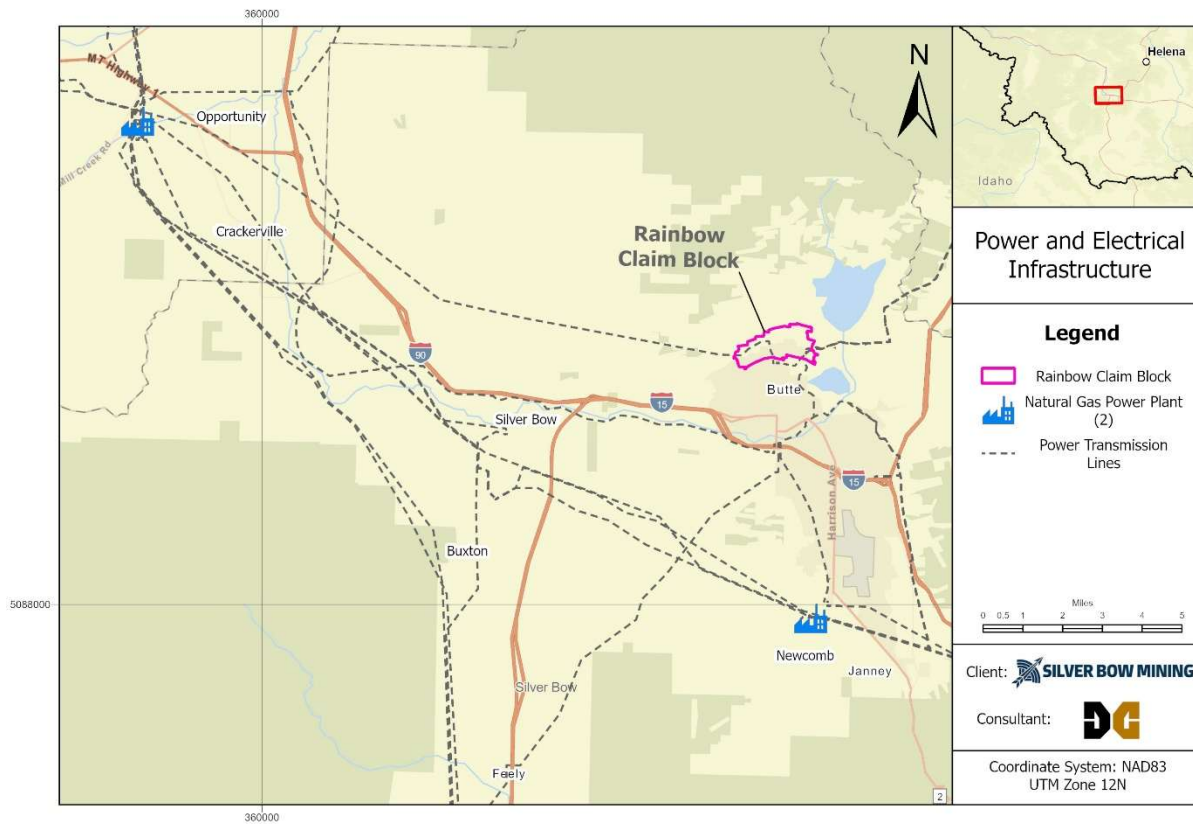 360000
MT Highway 1
Opportunity
Mill Creek Rd
Crackerville
Rainbow
Claim Block
90
Butte
15
Silver Bow
15
Harrison Ave
Buxton
5088000
Newcomb
Janney
Silver Bow
Feely
2
360000
N
Helena
Idaho
Power and Electrical
Infrastructure
Legend
Rainbow Claim Block
Natural Gas Power Plant
(2)
Power Transmission
Lines
Miles
0 0.5 1 2 3 4 5
Client: SILVER BOW MINING
Consultant: DC
Coordinate System: NAD83
UTM Zone 12N